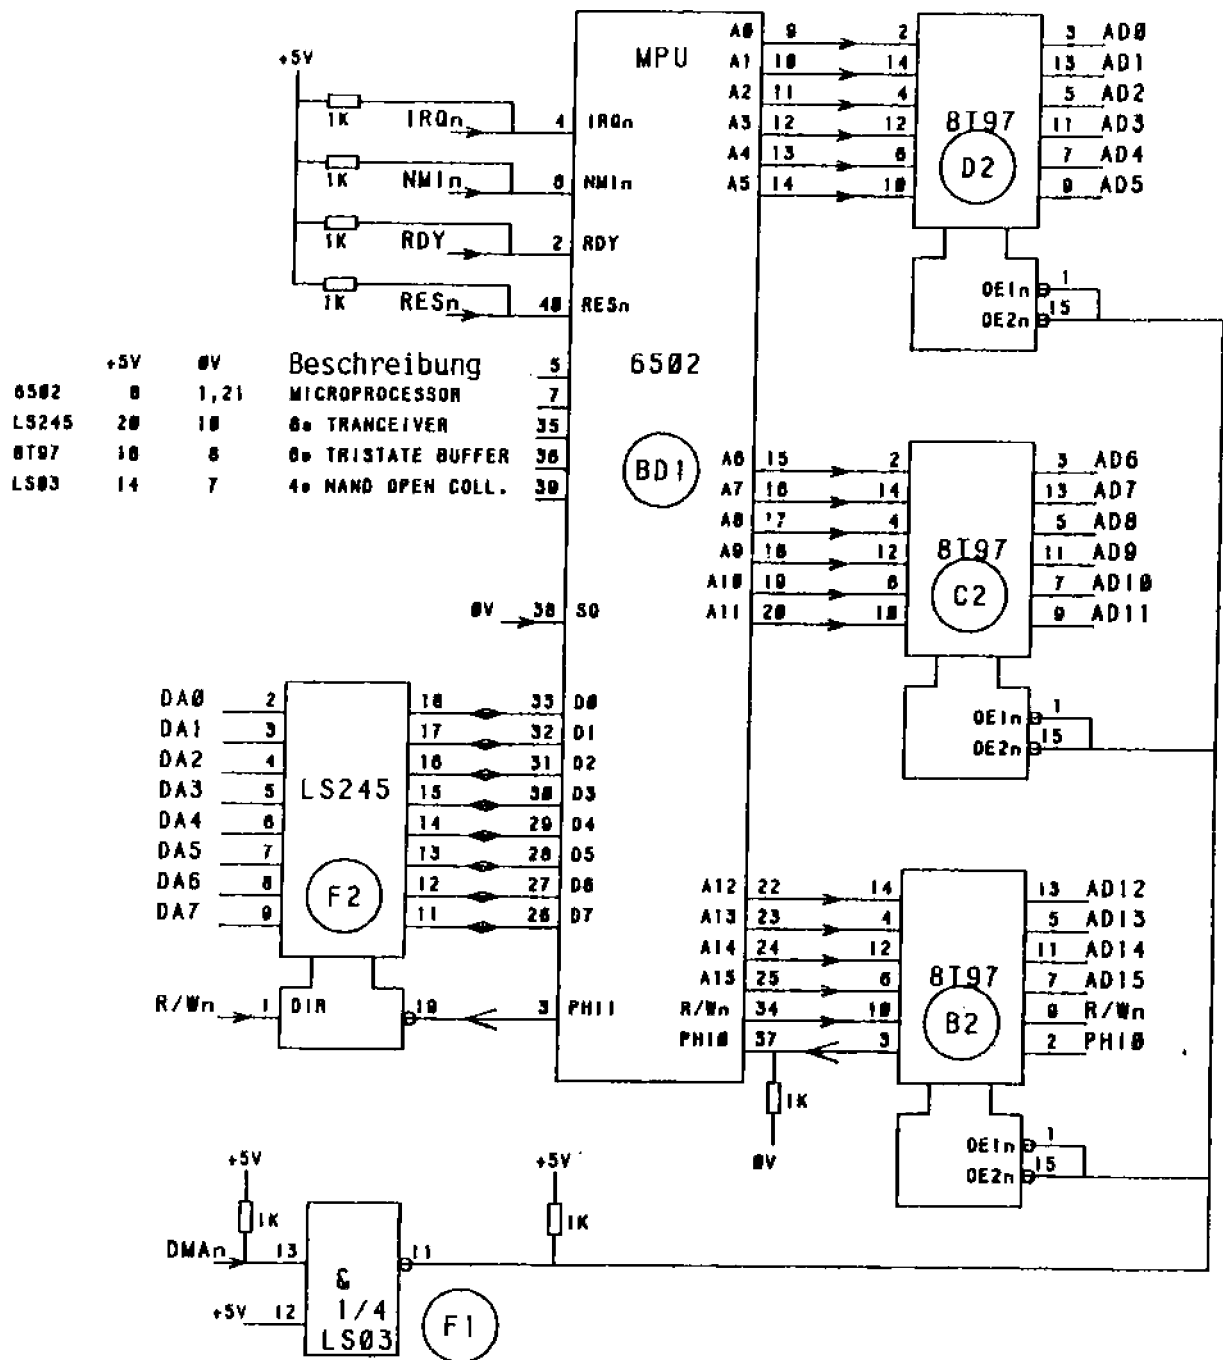 +5V
1K IRQn 4 IRQn
1K NMIn 6 NMIn
1K RDY 2 RDY
1K RESn 40 RESn
MPU
6502
BD1
A0 9 2 3 AD0
A1 10 14 13 AD1
A2 11 4 5 AD2
A3 12 12 11 AD3
A4 13 6 7 AD4
A5 14 10 9 AD5
8T97
D2
OE1n 1
OE2n 15
+5V 0V Beschreibung 5
6502 8 1,21 MICROPROCESSOR 7
LS245 20 10 8* TRANCEIVER 35
8T97 16 8 6* TRISTATE BUFFER 36
LS03 14 7 4* NAND OPEN COLL. 39
A6 15 2 3 AD6
A7 16 14 13 AD7
A8 17 4 5 AD8
A9 18 12 11 AD9
A10 19 6 7 AD10
A11 20 10 9 AD11
8T97
C2
OE1n 1
OE2n 15
0V 38 SO
DA0 2 18 33 D0
DA1 3 17 32 D1
DA2 4 16 31 D2
DA3 5 15 30 D3
DA4 6 14 29 D4
DA5 7 13 28 D5
DA6 8 12 27 D6
DA7 9 11 26 D7
LS245
F2
R/Wn 1 DIR 19 3 PHI1
A12 22 14 13 AD12
A13 23 4 5 AD13
A14 24 12 11 AD14
A15 25 6 7 AD15
R/Wn 34 10 9 R/Wn
PHI0 37 3 2 PHI0
8T97
B2
1K
0V
OE1n 1
OE2n 15
+5V +5V
1K 1K
DMAn 13 11
+5V 12
&
1/4
LS03
F1